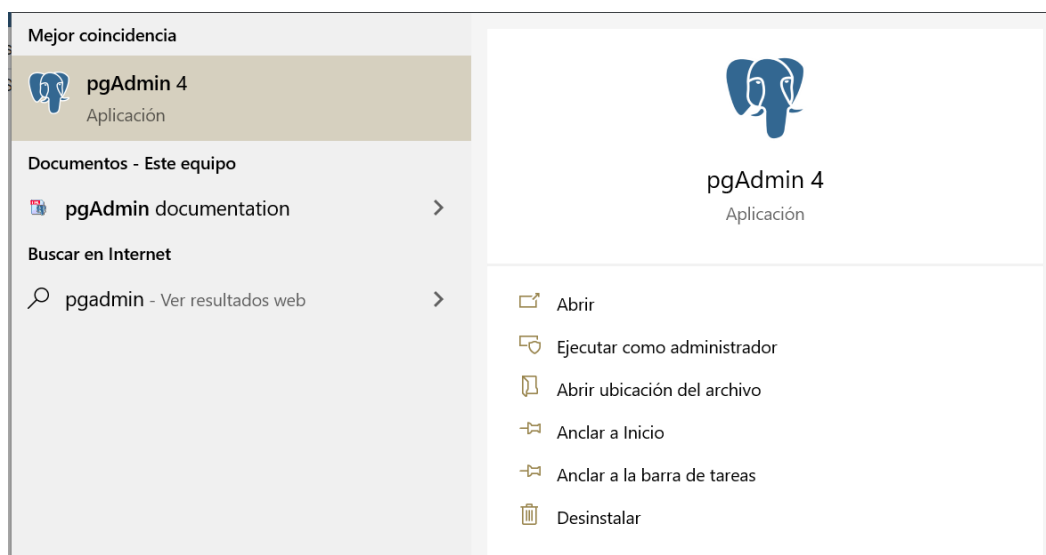 Mejor coincidencia
pgAdmin 4
Aplicación
Documentos - Este equipo
pgAdmin documentation
Buscar en Internet
pgadmin - Ver resultados web
pgAdmin 4
Aplicación
Abrir
Ejecutar como administrador
Abrir ubicación del archivo
Anclar a Inicio
Anclar a la barra de tareas
Desinstalar